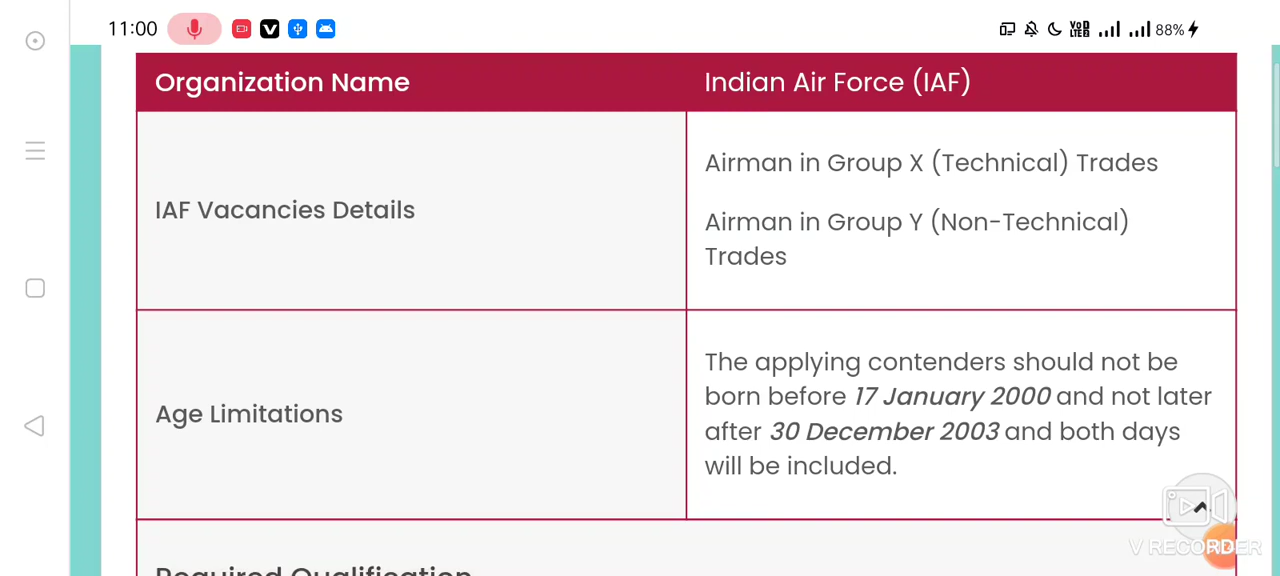 11:00 88%
Organization Name Indian Air Force (IAF)
Airman in Group X (Technical) Trades
IAF Vacancies Details
Airman in Group Y (Non-Technical)
Trades
The applying contenders should not be
born before 17 January 2000 and not later
Age Limitations
after 30 December 2003 and both days
will be included.
V RECORDER
Required Qualification